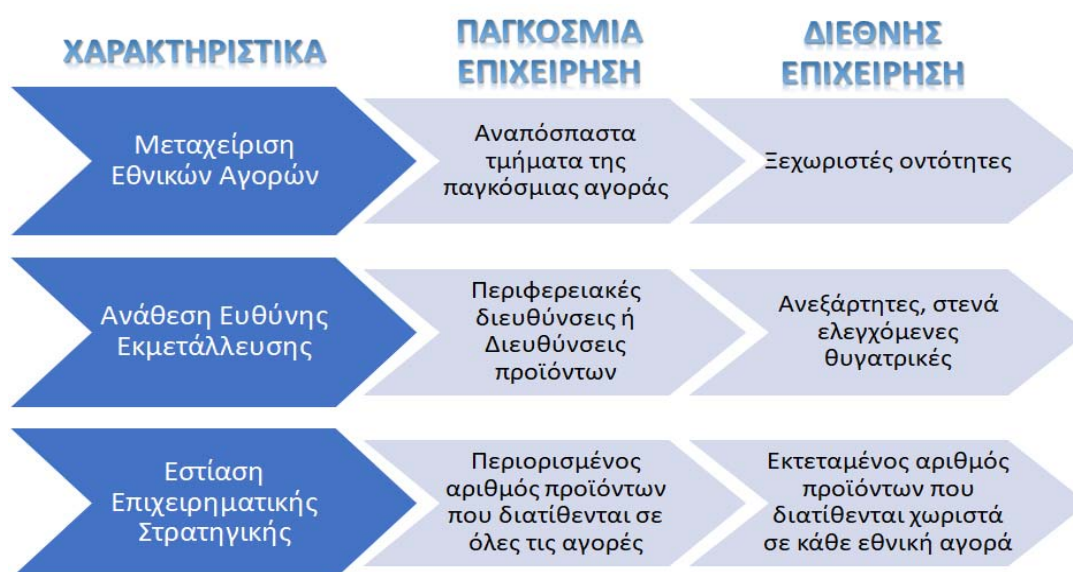 ΧΑΡΑΚΤΗΡΙΣΤΙΚΑ
ΠΑΓΚΟΣΜΙΑ
ΕΠΙΧΕΙΡΗΣΗ
ΔΙΕΘΝΗΣ
ΕΠΙΧΕΙΡΗΣΗ
Μεταχείριση
Εθνικών Αγορών
Αναπόσπαστα
τμήματα της
παγκόσμιας αγοράς
Ξεχωριστές οντότητες
Ανάθεση Ευθύνης
Εκμετάλλευσης
Περιφερειακές
διευθύνσεις ή
Διευθύνσεις
προϊόντων
Ανεξάρτητες, στενά
ελεγχόμενες
θυγατρικές
Εστίαση
Επιχειρηματικής
Στρατηγικής
Περιορισμένος
αριθμός προϊόντων
που διατίθενται σε
όλες τις αγορές
Εκτεταμένος αριθμός
προϊόντων που
διατίθενται χωριστά
σε κάθε εθνική αγορά